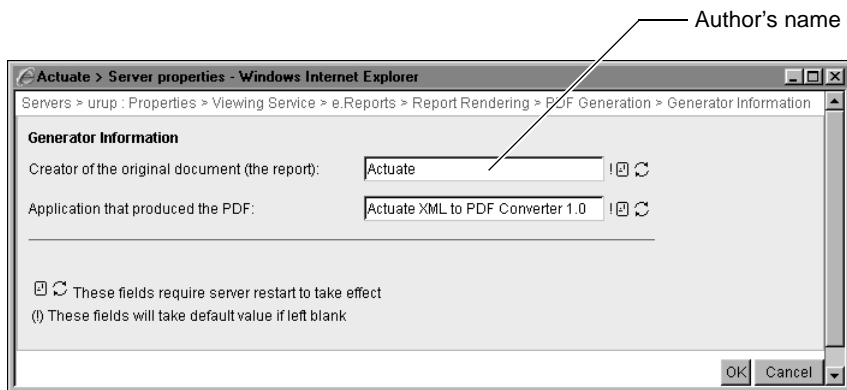 Author's name
Actuate > Server properties - Windows Internet Explorer
Servers > urup : Properties > Viewing Service > e.Reports > Report Rendering > PDF Generation > Generator Information
Generator Information
Creator of the original document (the report): Actuate !
Application that produced the PDF: Actuate XML to PDF Converter 1.0 !
These fields require server restart to take effect
(!) These fields will take default value if left blank
OK Cancel